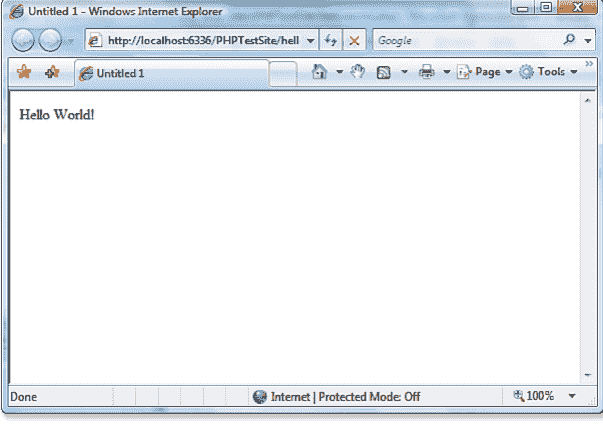 Untitled 1 - Windows Internet Explorer
http://localhost:6336/PHPTestSite/hell
Google
Untitled 1
Page
Tools
»
Hello World!
Done
Internet | Protected Mode: Off
100%